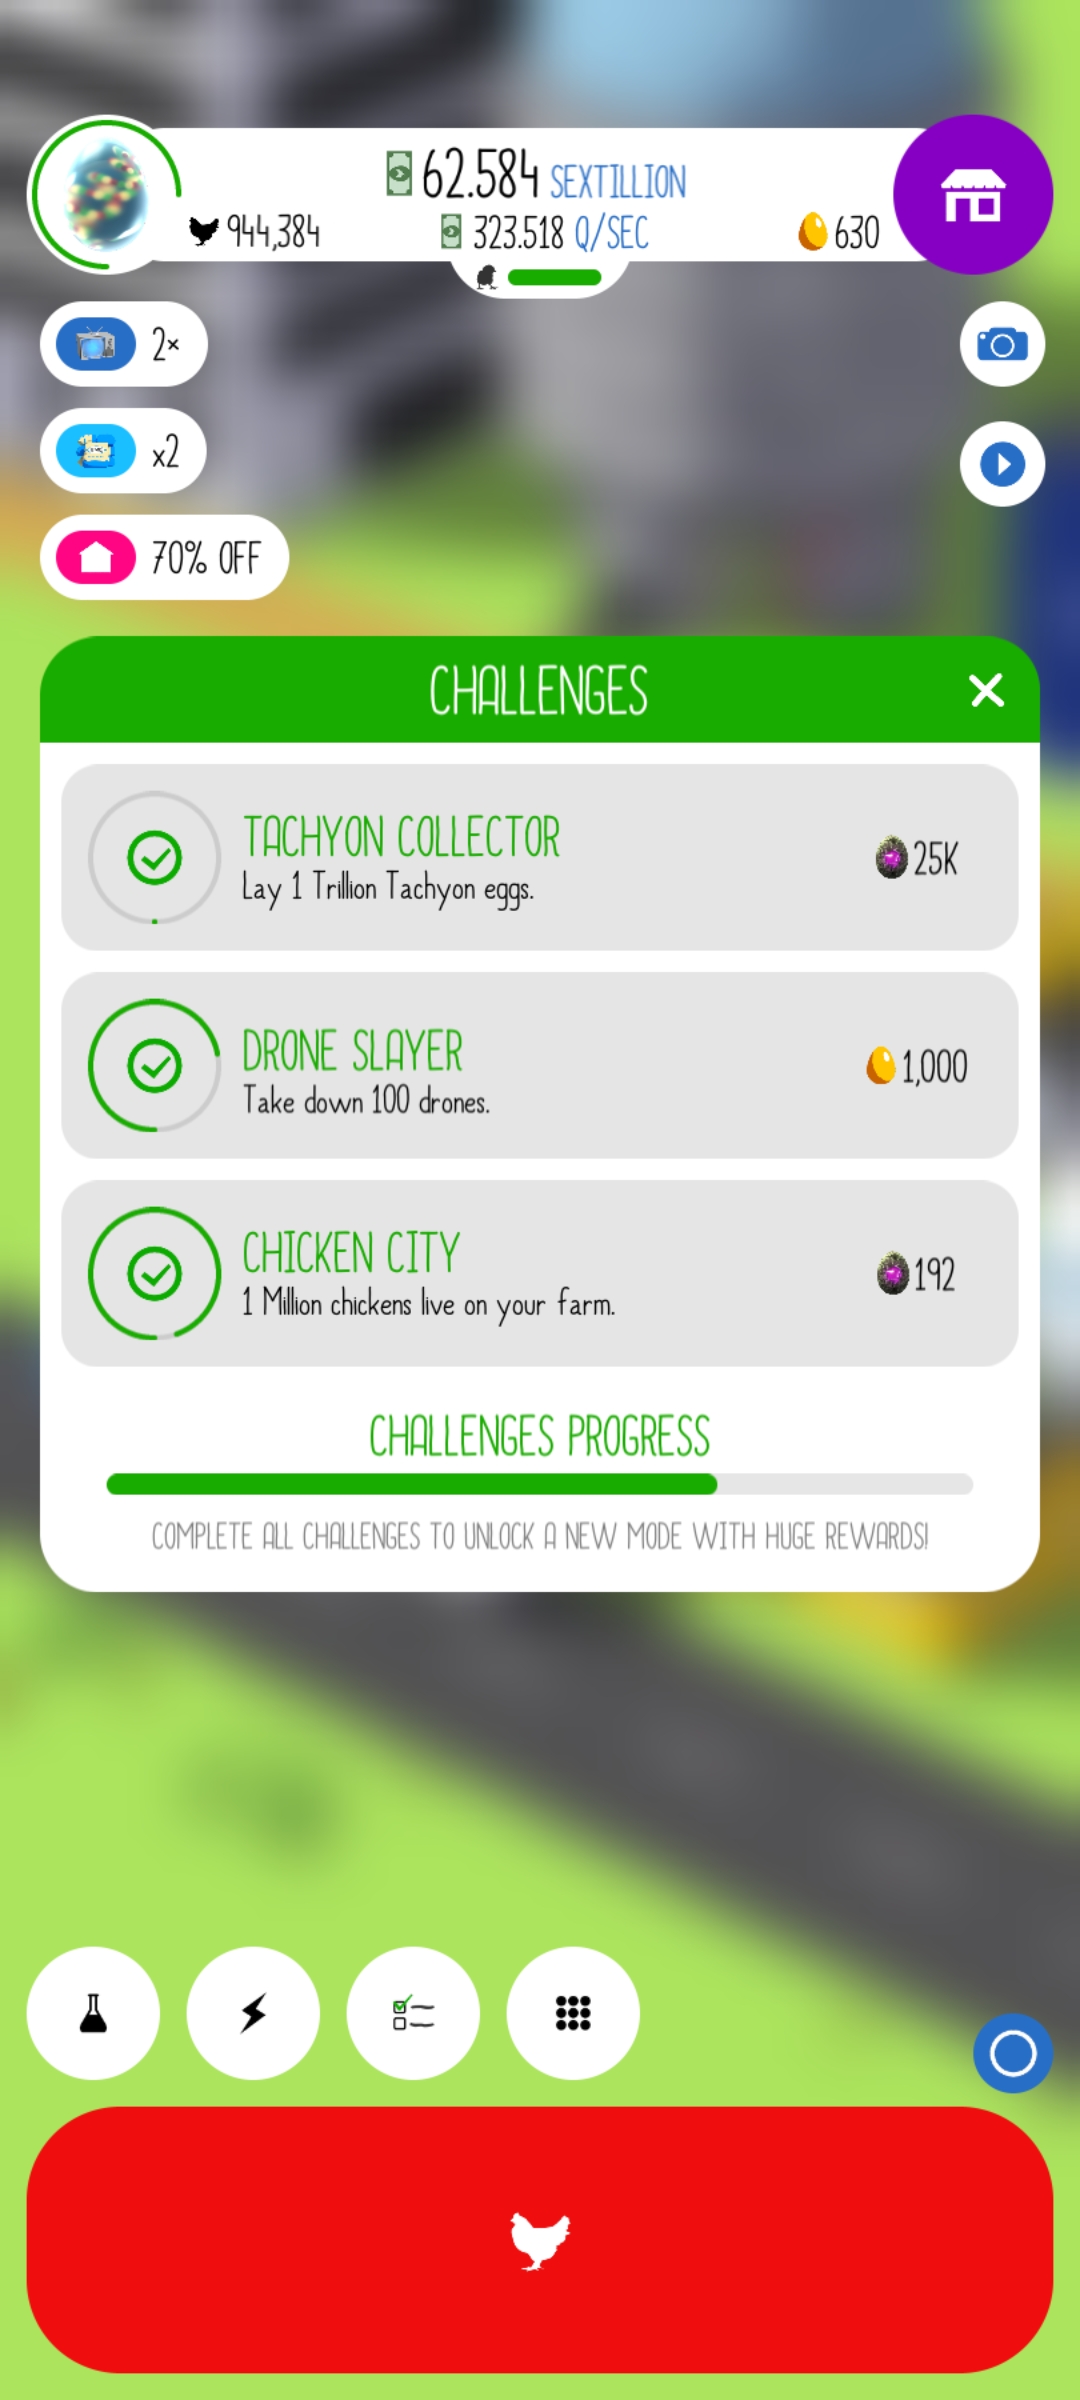 62.584 SEXTILLION
944,384
323.518 Q/SEC
630
2×
x2
70% OFF
CHALLENGES
TACHYON COLLECTOR
Lay 1 Trillion Tachyon eggs.
25K
DRONE SLAYER
Take down 100 drones.
1,000
CHICKEN CITY
1 Million chickens live on your farm.
192
CHALLENGES PROGRESS
COMPLETE ALL CHALLENGES TO UNLOCK A NEW MODE WITH HUGE REWARDS!